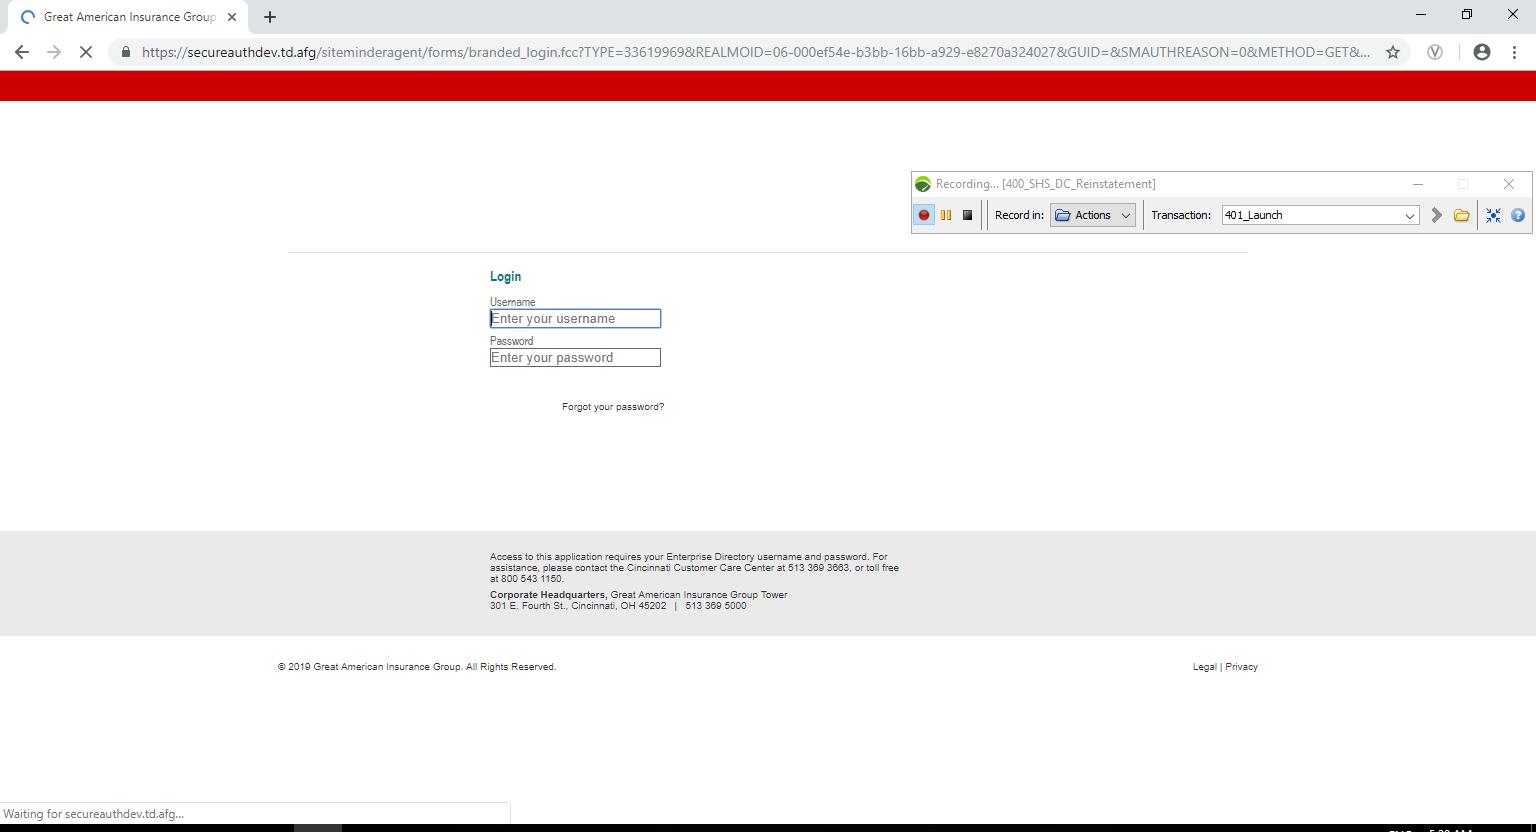 Great American Insurance Group
https://secureauthdev.td.afg/siteminderagent/forms/branded_login.fcc?TYPE=33619969&REALMOID=06-000ef54e-b3bb-16bb-a929-e8270a324027&GUID=&SMAUTHREASON=0&METHOD=GET&...
Recording... [400_SHS_DC_Reinstatement]
Record in: Actions Transaction: 401_Launch
Login
Username
Enter your username
Password
Enter your password
Forgot your password?
Access to this application requires your Enterprise Directory username and password. For
assistance, please contact the Cincinnati Customer Care Center at 513 369 3663, or toll free
at 800 543 1150.
Corporate Headquarters, Great American Insurance Group Tower
301 E. Fourth St., Cincinnati, OH 45202 | 513 369 5000
© 2019 Great American Insurance Group. All Rights Reserved. Legal | Privacy
Waiting for secureauthdev.td.afg...